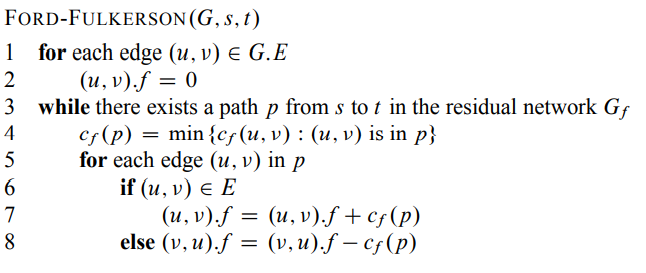 FORD-FULKERSON(G, s, t)
1 for each edge (u, v) ∈ G.E
2 (u, v).f = 0
3 while there exists a path p from s to t in the residual network G_f
4 c_f(p) = min {c_f(u, v) : (u, v) is in p}
5 for each edge (u, v) in p
6 if (u, v) ∈ E
7 (u, v).f = (u, v).f + c_f(p)
8 else (v, u).f = (v, u).f − c_f(p)